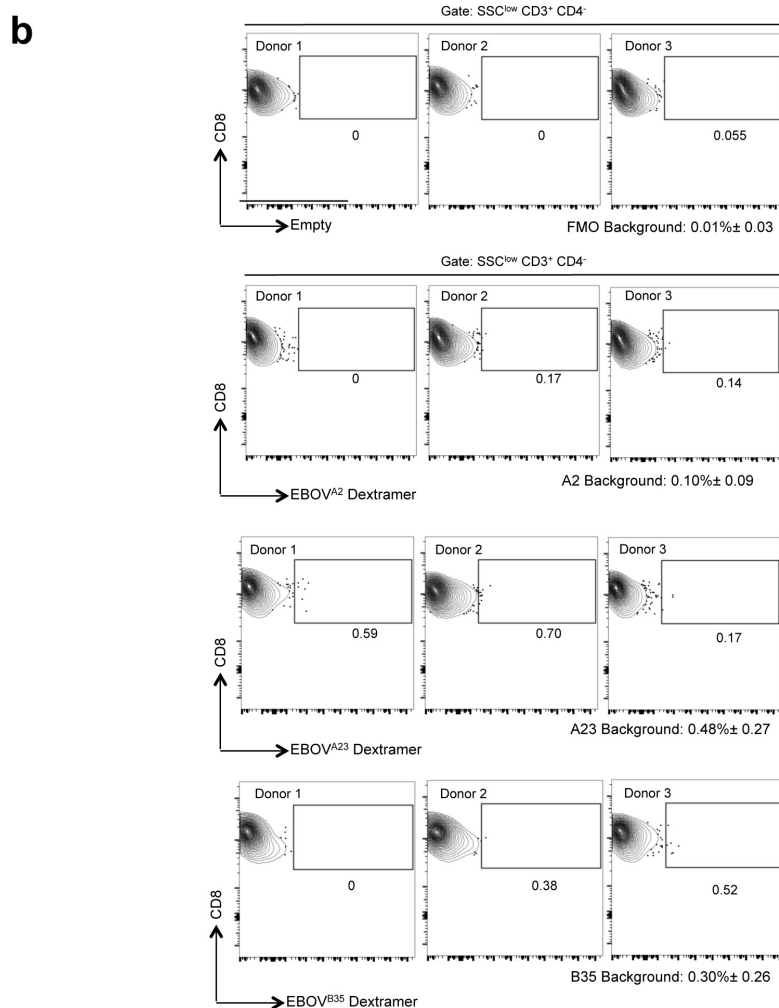 b
Gate: SSClow CD3+ CD4-
Donor 1 Donor 2 Donor 3
CD8
0 0 0.055
Empty
FMO Background: 0.01%± 0.03
Gate: SSClow CD3+ CD4-
Donor 1 Donor 2 Donor 3
CD8
0 0.17 0.14
A2 Background: 0.10%± 0.09
EBOVA2 Dextramer
Donor 1 Donor 2 Donor 3
CD8
0.59 0.70 0.17
A23 Background: 0.48%± 0.27
EBOVA23 Dextramer
Donor 1 Donor 2 Donor 3
CD8
0 0.38 0.52
B35 Background: 0.30%± 0.26
EBOVB35 Dextramer